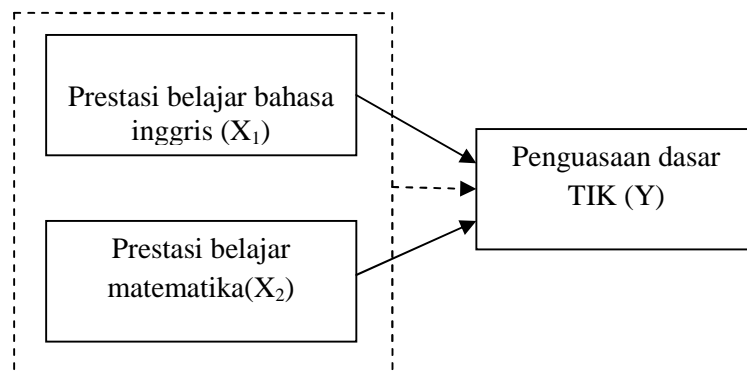 Prestasi belajar bahasa
inggris (X₁)
Prestasi belajar
matematika(X₂)
Penguasaan dasar
TIK (Y)